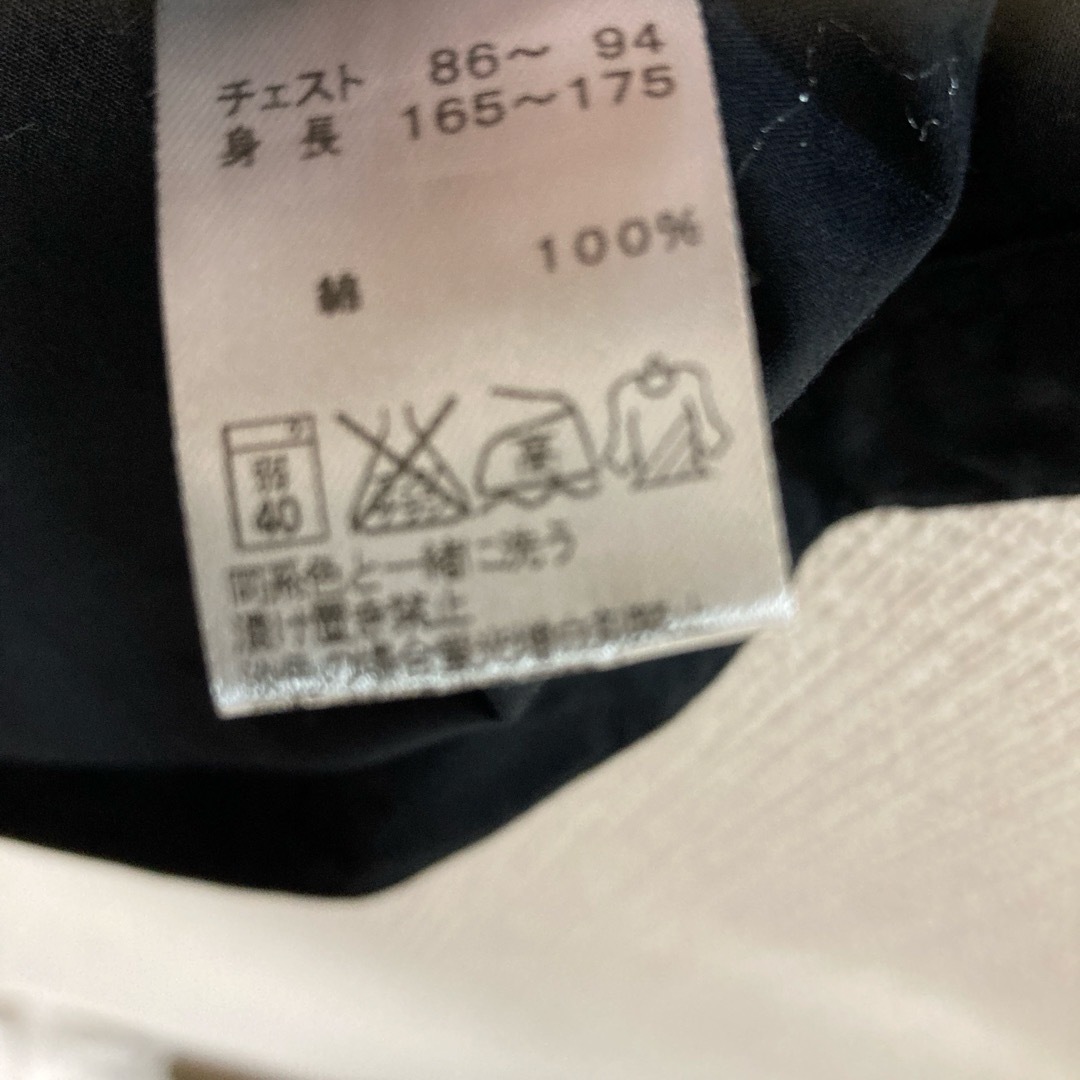 チェスト 86～ 94
身 長 165～175
綿 100%
弱
40
高
同系色と一緒に洗う
漬け置き禁止